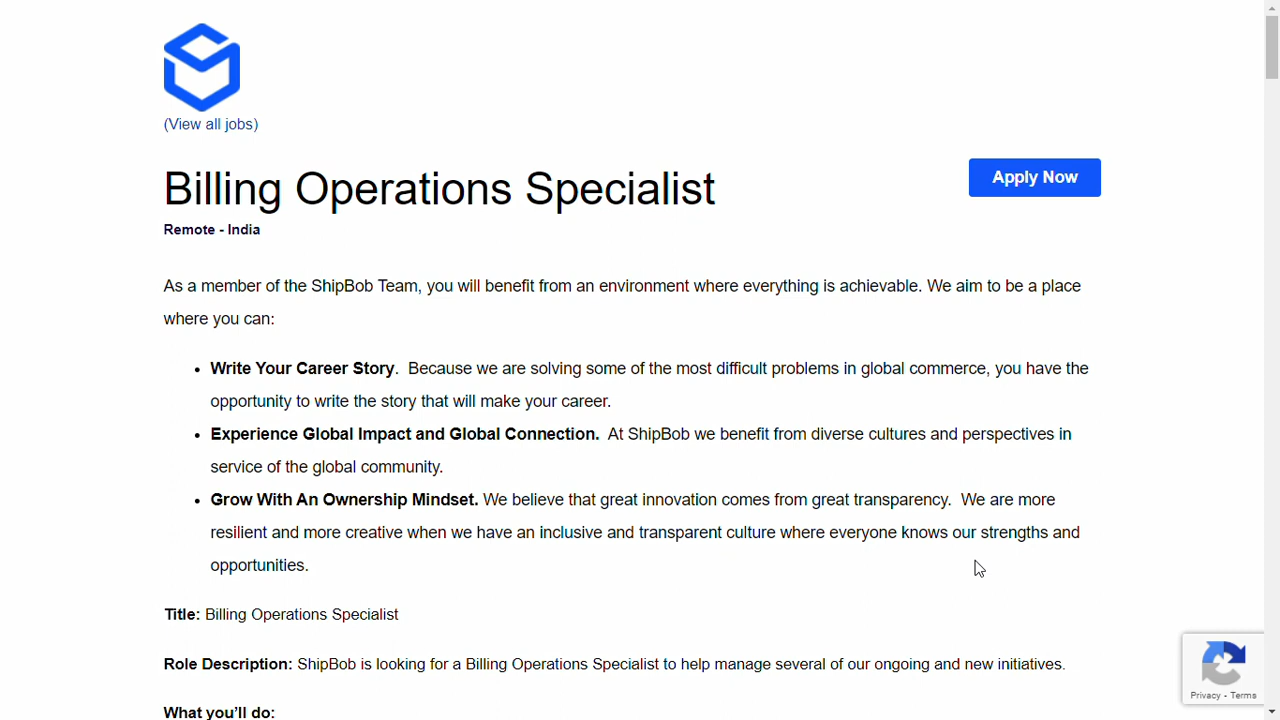 (View all jobs)
Billing Operations Specialist
Apply Now
Remote - India
As a member of the ShipBob Team, you will benefit from an environment where everything is achievable. We aim to be a place
where you can:
• Write Your Career Story.  Because we are solving some of the most difficult problems in global commerce, you have the
opportunity to write the story that will make your career.
• Experience Global Impact and Global Connection.  At ShipBob we benefit from diverse cultures and perspectives in
service of the global community.
• Grow With An Ownership Mindset. We believe that great innovation comes from great transparency.  We are more
resilient and more creative when we have an inclusive and transparent culture where everyone knows our strengths and
opportunities.
Title: Billing Operations Specialist
Role Description: ShipBob is looking for a Billing Operations Specialist to help manage several of our ongoing and new initiatives.
Privacy - Terms
What you’ll do: